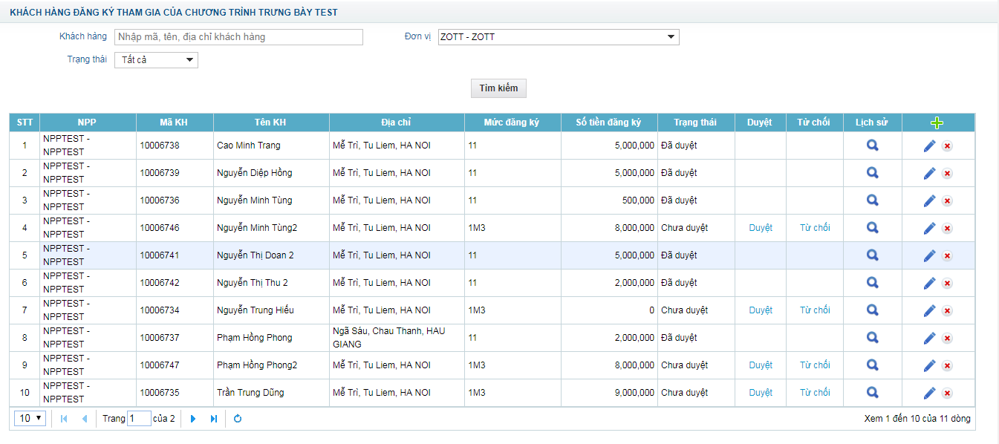 KHÁCH HÀNG ĐĂNG KÝ THAM GIA CỦA CHƯƠNG TRÌNH TRƯNG BÀY TEST
Khách hàng Nhập mã, tên, địa chỉ khách hàng Đơn vị ZOTT - ZOTT
Trạng thái Tất cả
Tìm kiếm
STT NPP Mã KH Tên KH Địa chỉ Mức đăng ký Số tiền đăng ký Trạng thái Duyệt Từ chối Lịch sử
1 NPPTEST - NPPTEST 10006738 Cao Minh Trang Mễ Trì, Tu Liem, HA NOI 11 5,000,000 Đã duyệt
2 NPPTEST - NPPTEST 10006739 Nguyễn Diệp Hồng Mễ Trì, Tu Liem, HA NOI 11 5,000,000 Đã duyệt
3 NPPTEST - NPPTEST 10006736 Nguyễn Minh Tùng Mễ Trì, Tu Liem, HA NOI 11 500,000 Đã duyệt
4 NPPTEST - NPPTEST 10006746 Nguyễn Minh Tùng2 Mễ Trì, Tu Liem, HA NOI 1M3 8,000,000 Chưa duyệt Duyệt Từ chối
5 NPPTEST - NPPTEST 10006741 Nguyễn Thị Doan 2 Mễ Trì, Tu Liem, HA NOI 11 5,000,000 Đã duyệt
6 NPPTEST - NPPTEST 10006742 Nguyễn Thị Thu 2 Mễ Trì, Tu Liem, HA NOI 11 2,000,000 Đã duyệt
7 NPPTEST - NPPTEST 10006734 Nguyễn Trung Hiếu Mễ Trì, Tu Liem, HA NOI 1M3 0 Chưa duyệt Duyệt Từ chối
8 NPPTEST - NPPTEST 10006737 Phạm Hồng Phong Ngã Sáu, Chau Thanh, HAU GIANG 11 2,000,000 Đã duyệt
9 NPPTEST - NPPTEST 10006747 Phạm Hồng Phong2 Mễ Trì, Tu Liem, HA NOI 1M3 8,000,000 Chưa duyệt Duyệt Từ chối
10 NPPTEST - NPPTEST 10006735 Trần Trung Dũng Mễ Trì, Tu Liem, HA NOI 1M3 9,000,000 Chưa duyệt Duyệt Từ chối
10 Trang 1 của 2 Xem 1 đến 10 của 11 dòng